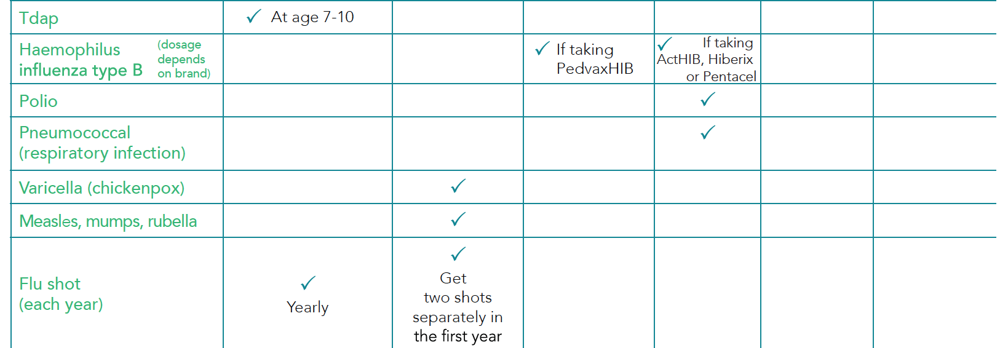 Tdap
✓ At age 7-10
Haemophilus
influenza type B
(dosage
depends
on brand)
✓ If taking
PedvaxHIB
✓ If taking
ActHIB, Hiberix
or Pentacel
Polio
✓
Pneumococcal
(respiratory infection)
✓
Varicella (chickenpox)
✓
Measles, mumps, rubella
✓
Flu shot
(each year)
✓
Yearly
✓
Get
two shots
separately in
the first year